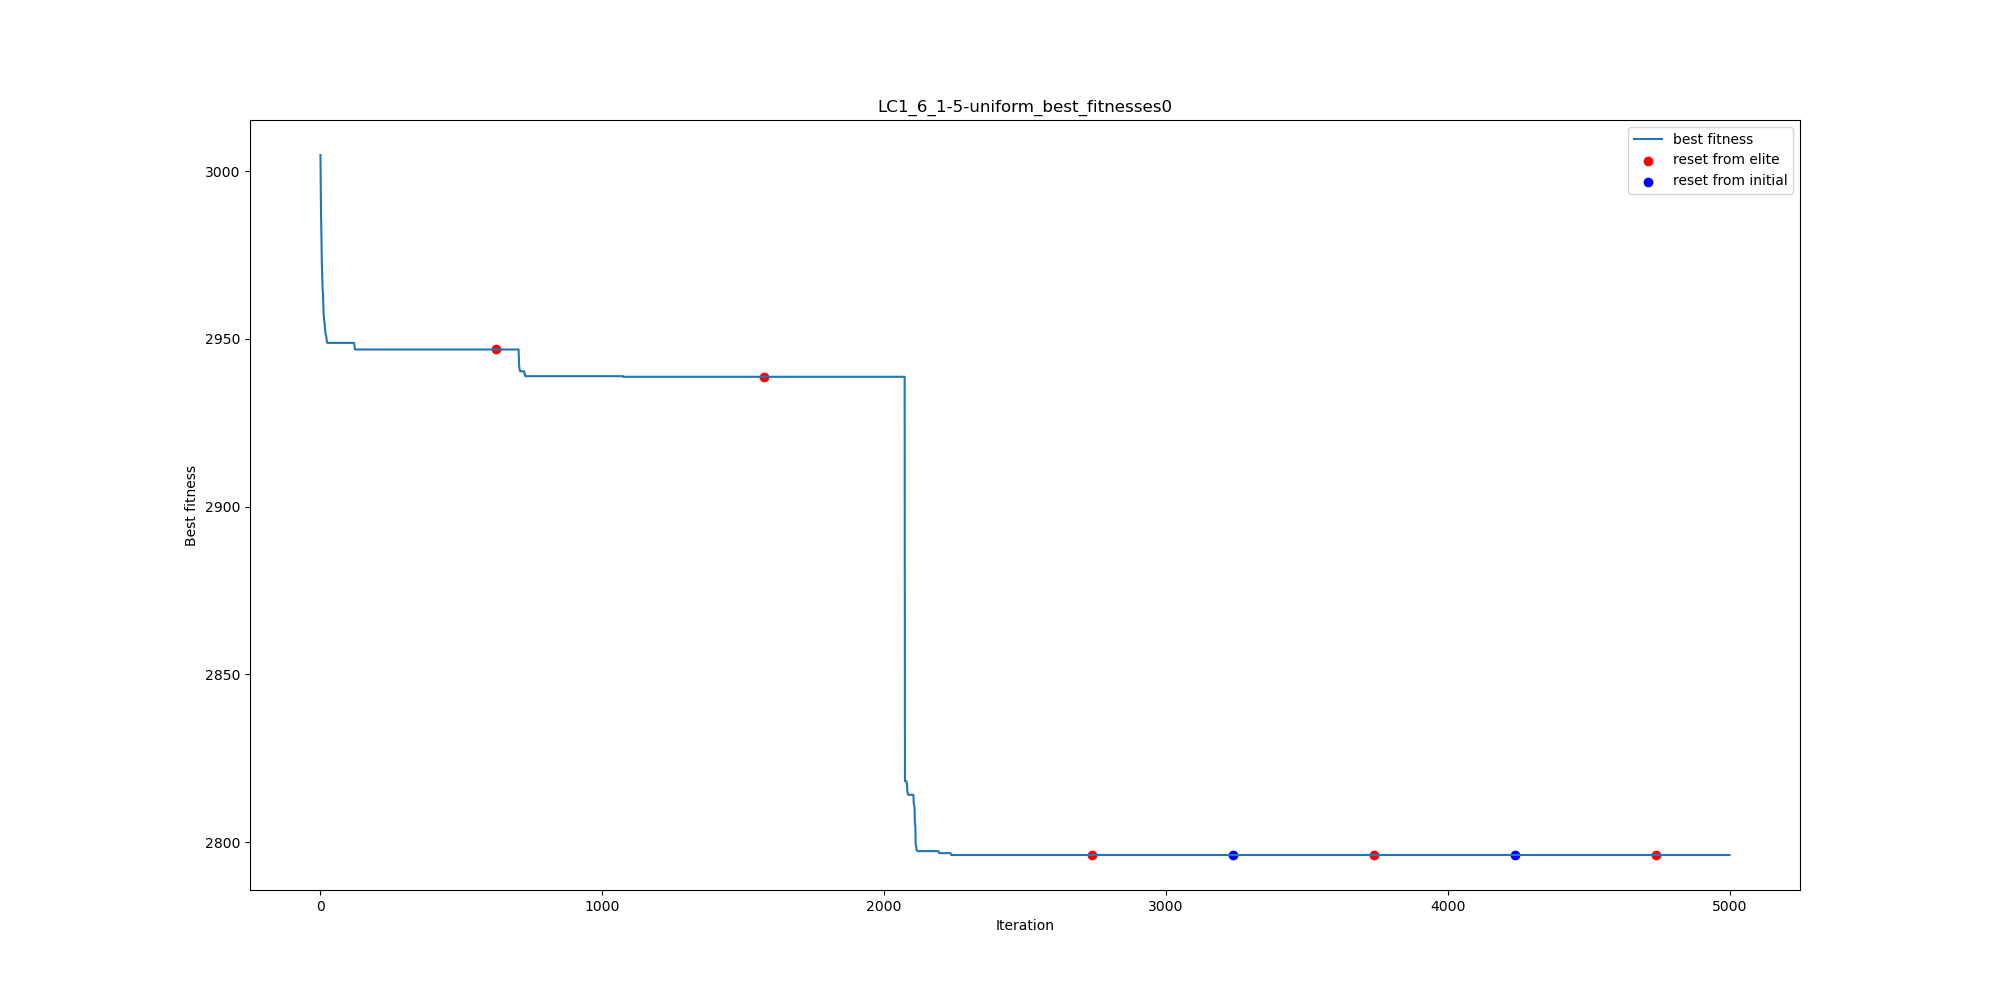 LC1_6_1-5-uniform_best_fitnesses0
best fitness
reset from elite
reset from initial
3000
2950
2900
2850
2800
Best fitness
0
1000
2000
3000
4000
5000
Iteration